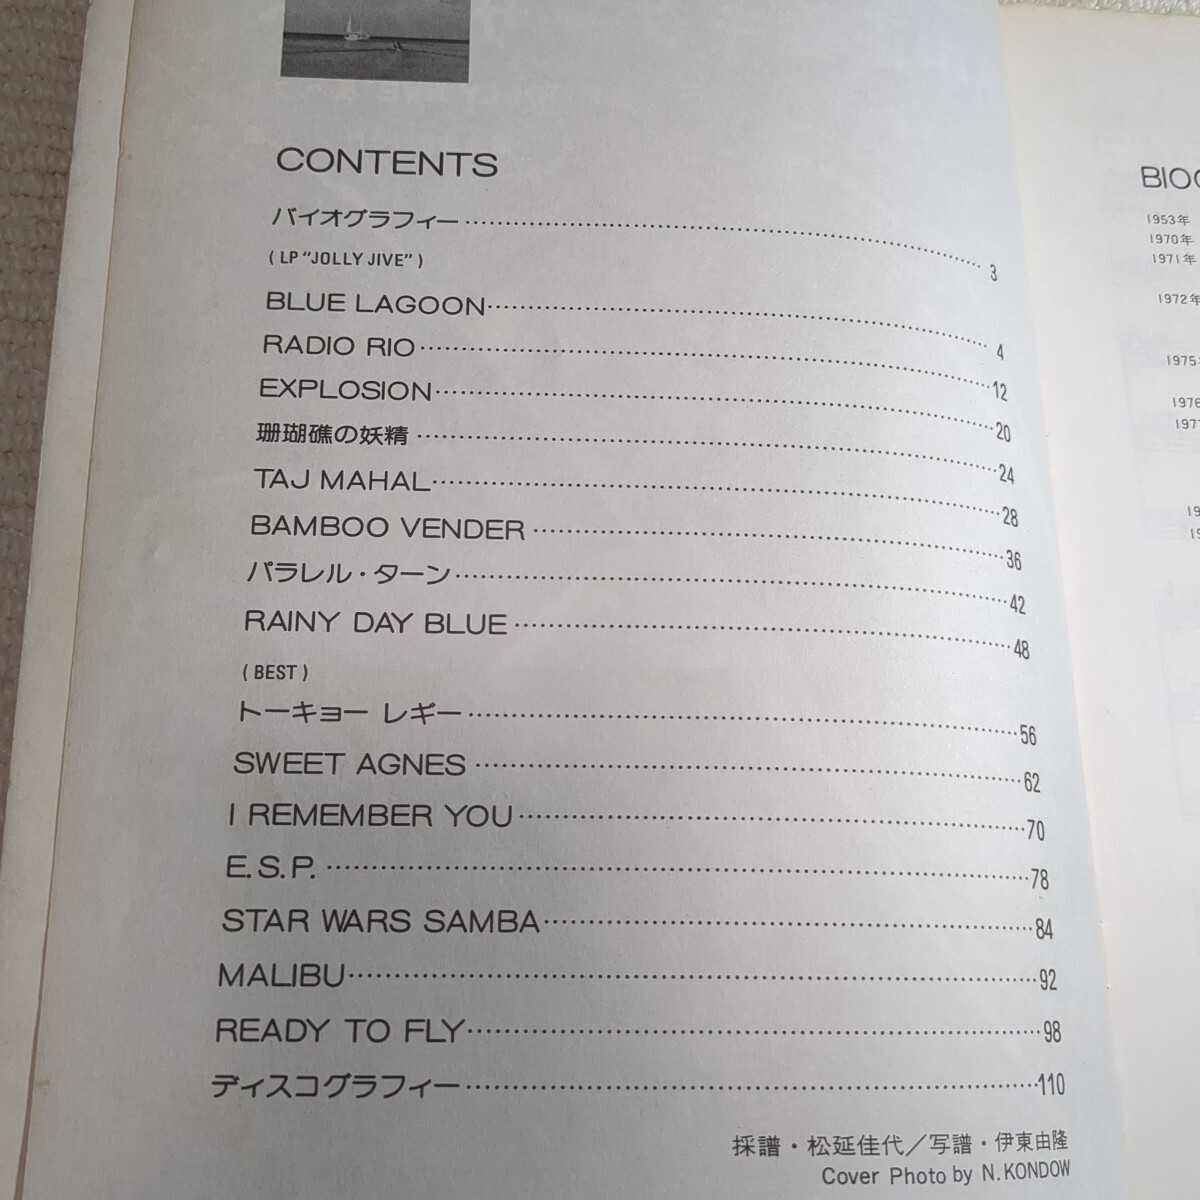 CONTENTS
バイオグラフィー 3
( LP "JOLLY JIVE" )
BLUE LAGOON 4
RADIO RIO 12
EXPLOSION 20
珊瑚礁の妖精 24
TAJ MAHAL 28
BAMBOO VENDER 36
パラレル・ターン 42
RAINY DAY BLUE 48
( BEST )
トーキョー レギー 56
SWEET AGNES 62
I REMEMBER YOU 70
E.S.P. 78
STAR WARS SAMBA 84
MALIBU 92
READY TO FLY 98
ディスコグラフィー 110
採譜・松延佳代／写譜・伊東由隆
Cover Photo by N.KONDOW
1953年
1970年
1971年
1972年